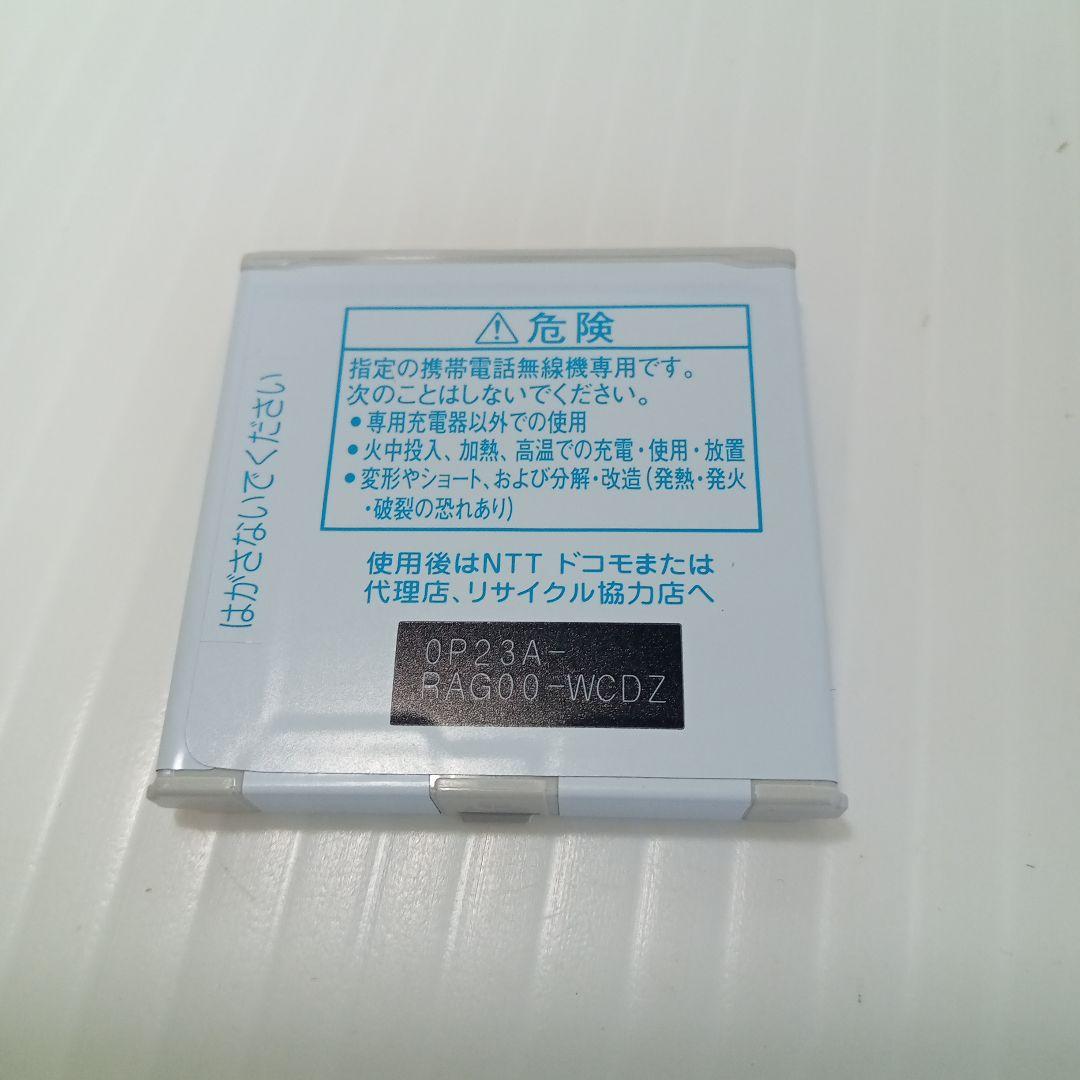 ⚠危険
指定の携帯電話無線機専用です。
次のことはしないでください。
●専用充電器以外での使用
●火中投入、加熱、高温での充電・使用・放置
●変形やショート、および分解・改造(発熱・発火
・破裂の恐れあり)
使用後はNTT ドコモまたは
代理店、リサイクル協力店へ
0P23A-
RAG00-WCDZ
はがさないでください